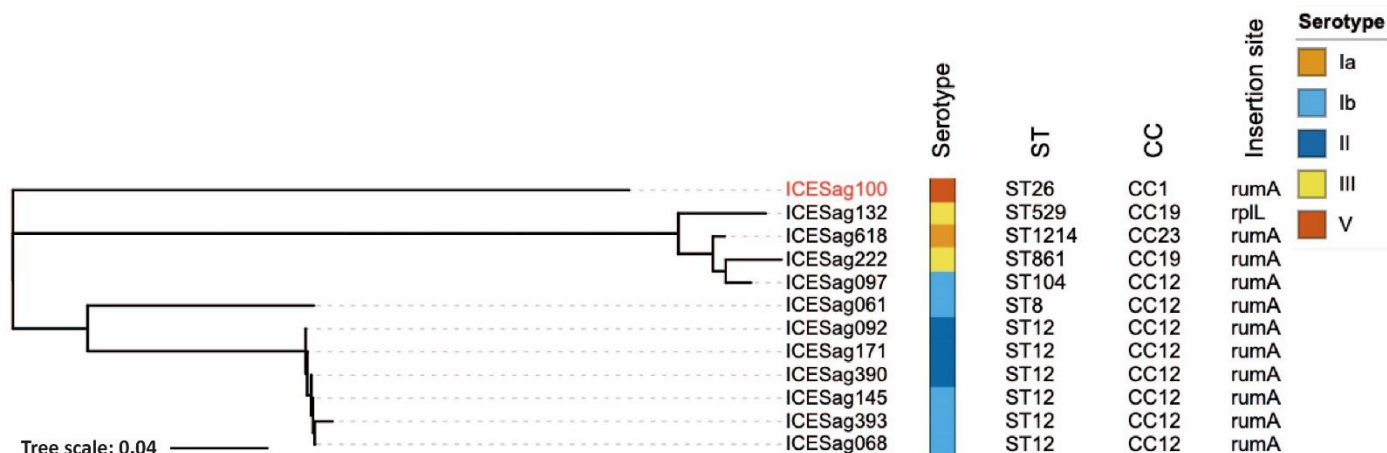 Serotype ST CC Insertion site
ICESag100 ST26 CC1 rumA
ICESag132 ST529 CC19 rplL
ICESag618 ST1214 CC23 rumA
ICESag222 ST861 CC19 rumA
ICESag097 ST104 CC12 rumA
ICESag061 ST8 CC12 rumA
ICESag092 ST12 CC12 rumA
ICESag171 ST12 CC12 rumA
ICESag390 ST12 CC12 rumA
ICESag145 ST12 CC12 rumA
ICESag393 ST12 CC12 rumA
ICESag068 ST12 CC12 rumA
Tree scale: 0.04
Serotype
Ia
Ib
II
III
V